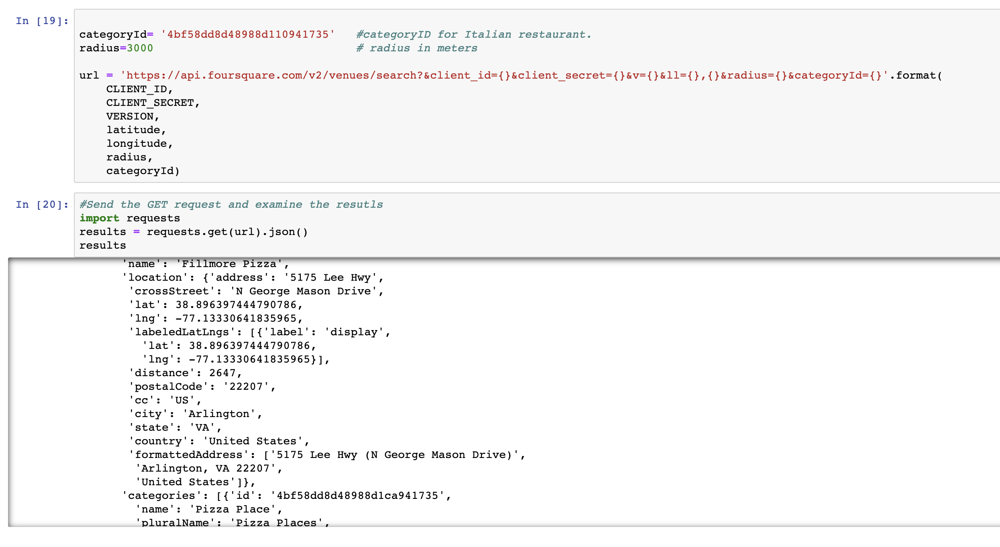 In [19]:
categoryId= '4bf58dd8d48988d110941735'   #categoryID for Italian restaurant.
radius=3000                              # radius in meters
url = 'https://api.foursquare.com/v2/venues/search?&client_id={}&client_secret={}&v={}&ll={},{}&radius={}&categoryId={}'.format(
    CLIENT_ID,
    CLIENT_SECRET,
    VERSION,
    latitude,
    longitude,
    radius,
    categoryId)
In [20]:
#Send the GET request and examine the resutls
import requests
results = requests.get(url).json()
results
'name': 'Fillmore Pizza',
'location': {'address': '5175 Lee Hwy',
 'crossStreet': 'N George Mason Drive',
 'lat': 38.896397444790786,
 'lng': -77.13330641835965,
 'labeledLatLngs': [{'label': 'display',
   'lat': 38.896397444790786,
   'lng': -77.13330641835965}],
 'distance': 2647,
 'postalCode': '22207',
 'cc': 'US',
 'city': 'Arlington',
 'state': 'VA',
 'country': 'United States',
 'formattedAddress': ['5175 Lee Hwy (N George Mason Drive)',
  'Arlington, VA 22207',
  'United States']},
'categories': [{'id': '4bf58dd8d48988d1ca941735',
  'name': 'Pizza Place',
  'pluralName': 'Pizza Places',